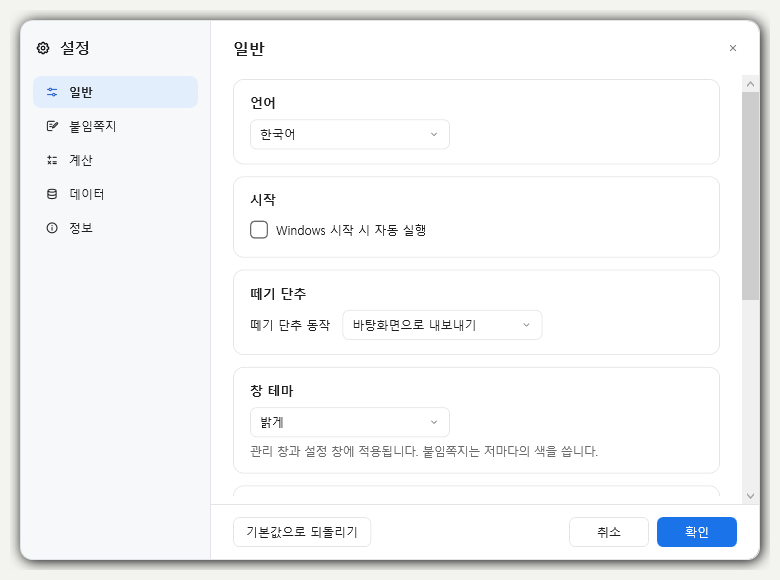 설정
일반
붙임쪽지
계산
데이터
정보
일반
언어
한국어
시작
Windows 시작 시 자동 실행
떼기 단추
떼기 단추 동작 바탕화면으로 내보내기
창 테마
밝게
관리 창과 설정 창에 적용됩니다. 붙임쪽지는 저마다의 색을 씁니다.
기본값으로 되돌리기 취소 확인